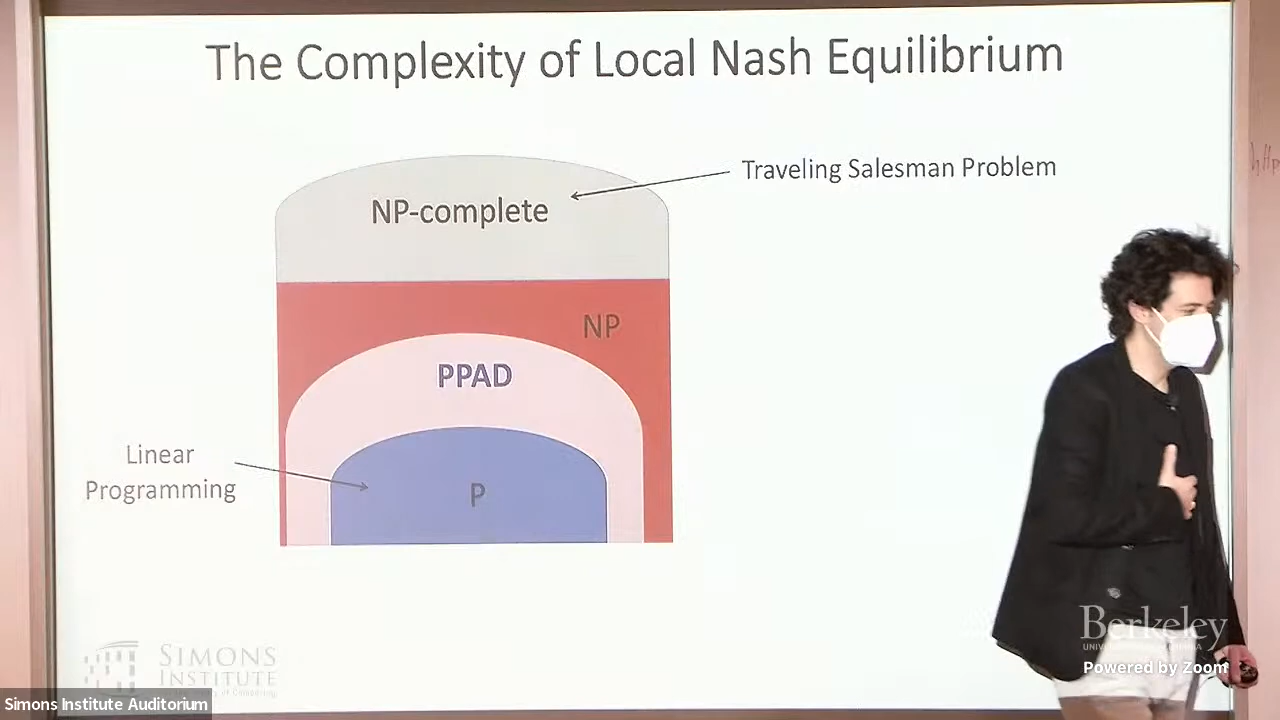 The Complexity of Local Nash Equilibrium
Traveling Salesman Problem
NP-complete
NP
PPAD
Linear
Programming
P
SIMONS
INSTITUTE
Berkeley
Powered by Zoom
Simons Institute Auditorium